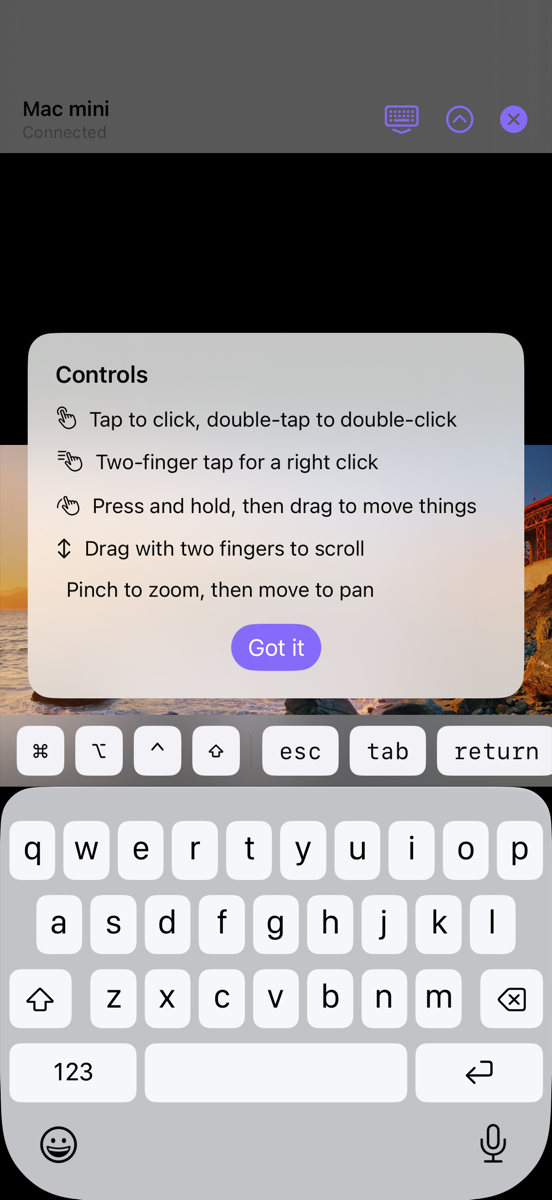 Mac mini
Connected
Controls
Tap to click, double-tap to double-click
Two-finger tap for a right click
Press and hold, then drag to move things
Drag with two fingers to scroll
Pinch to zoom, then move to pan
Got it
⌘ ⌥ ^ ⇧ esc tab return
q w e r t y u i o p
a s d f g h j k l
z x c v b n m
123